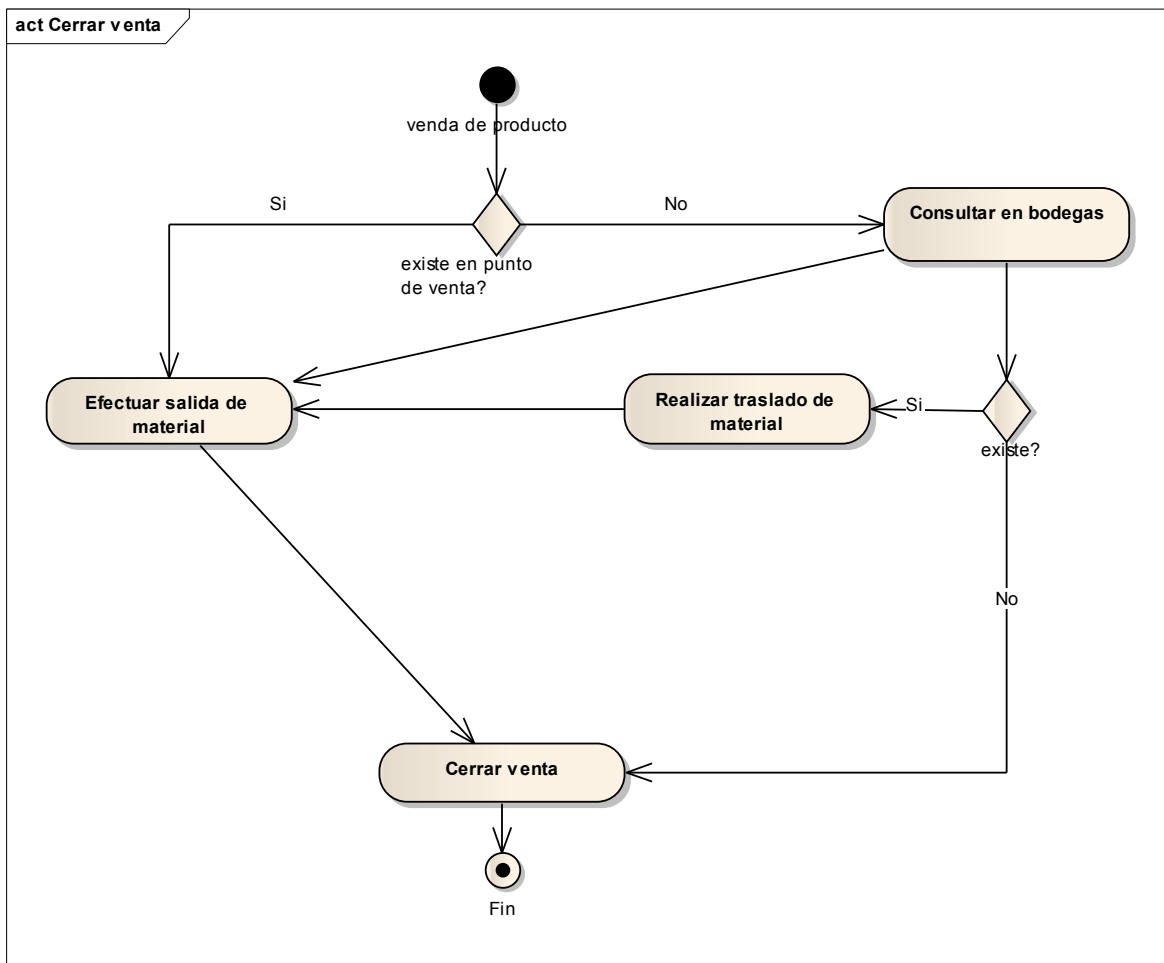 act Cerrar venta
venda de producto
Si
No
Consultar en bodegas
existe en punto
de venta?
Efectuar salida de
material
Realizar traslado de
material
Si
existe?
No
Cerrar venta
Fin